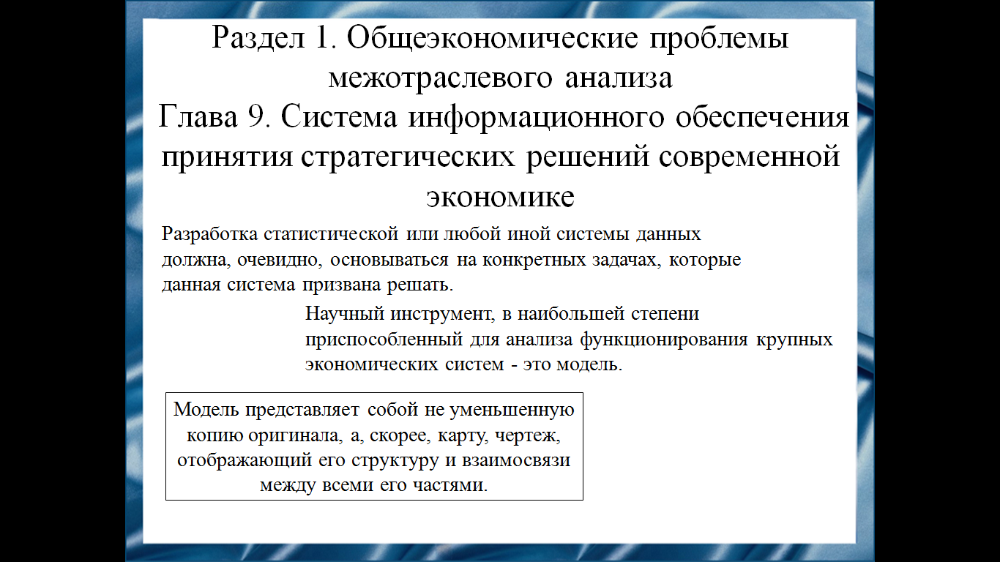 Раздел 1. Общеэкономические проблемы
межотраслевого анализа
Глава 9. Система информационного обеспечения
принятия стратегических решений современной
экономике
Разработка статистической или любой иной системы данных
должна, очевидно, основываться на конкретных задачах, которые
данная система призвана решать.
Научный инструмент, в наибольшей степени
приспособленный для анализа функционирования крупных
экономических систем - это модель.
Модель представляет собой не уменьшенную
копию оригинала, а, скорее, карту, чертеж,
отображающий его структуру и взаимосвязи
между всеми его частями.